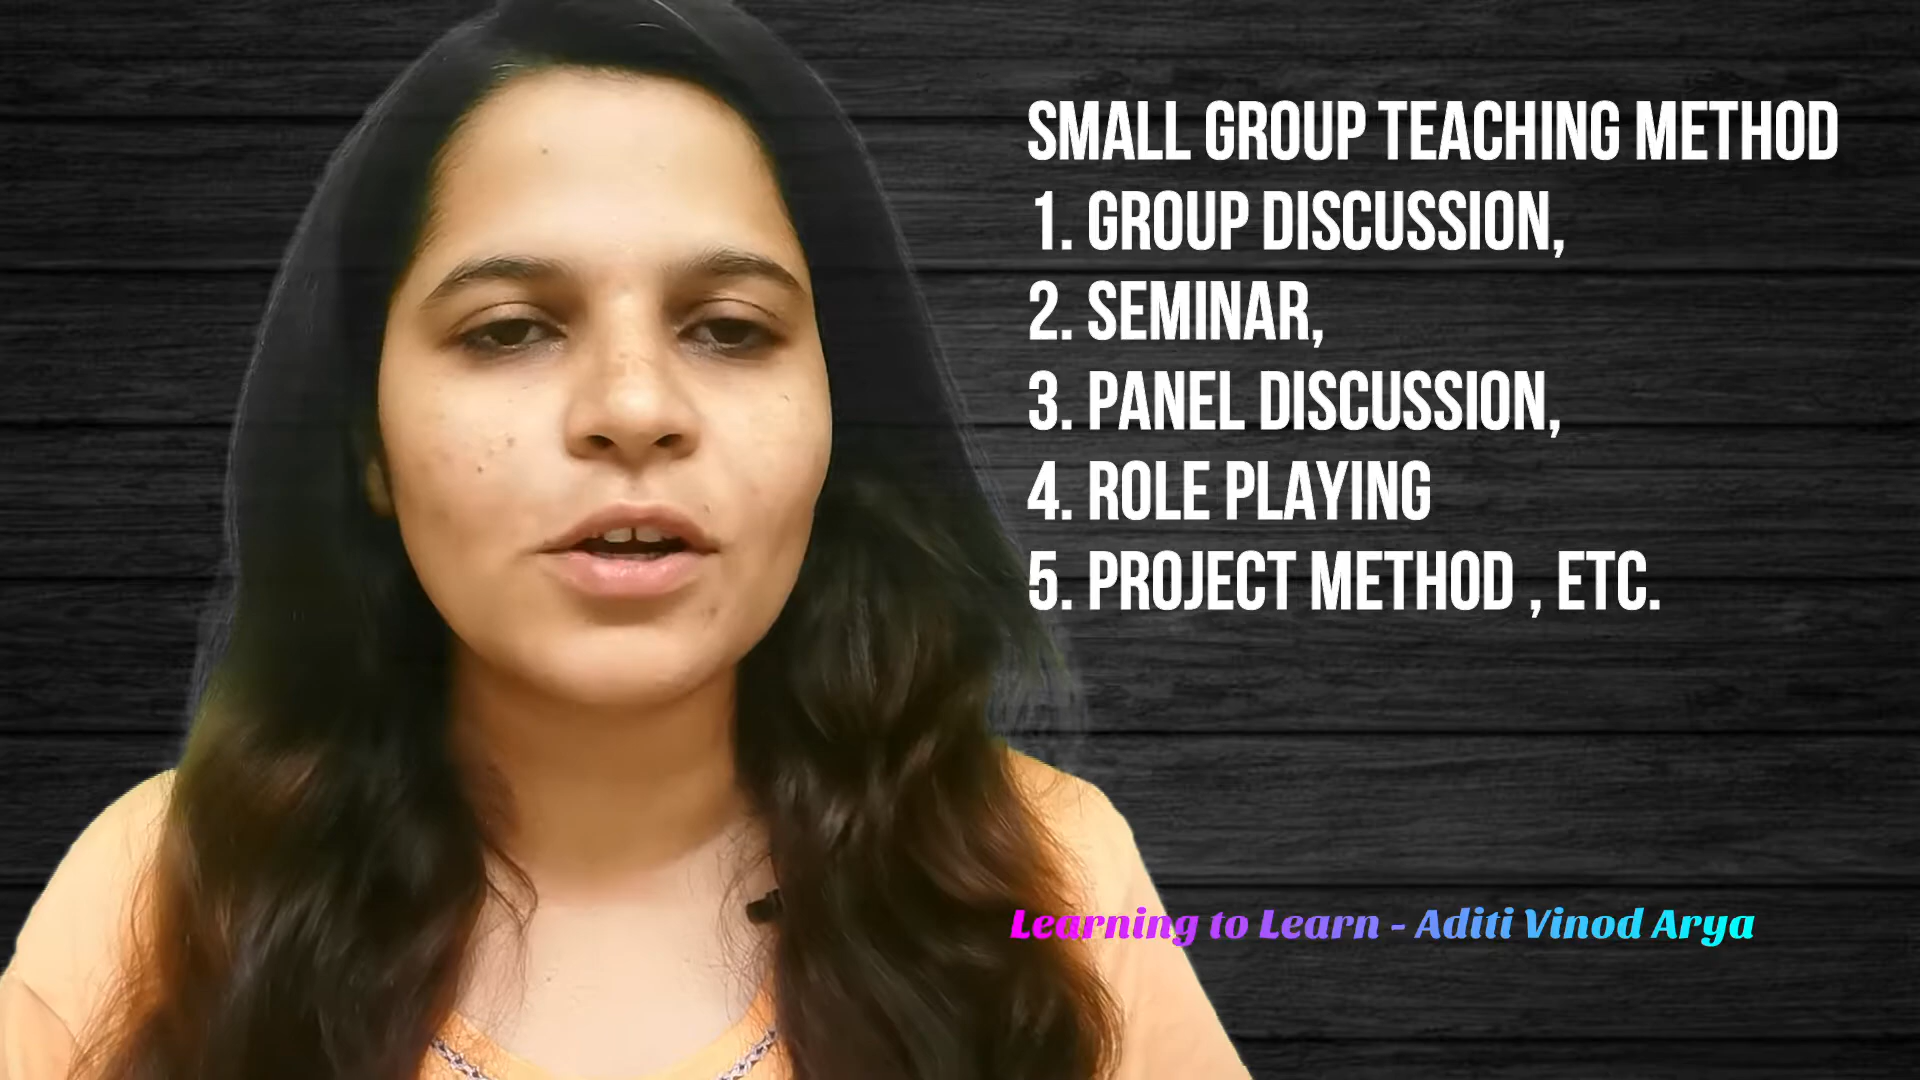 SMALL GROUP TEACHING METHOD
1. GROUP DISCUSSION,
2. SEMINAR,
3. PANEL DISCUSSION,
4. ROLE PLAYING
5. PROJECT METHOD , ETC.
Learning to Learn - Aditi Vinod Arya